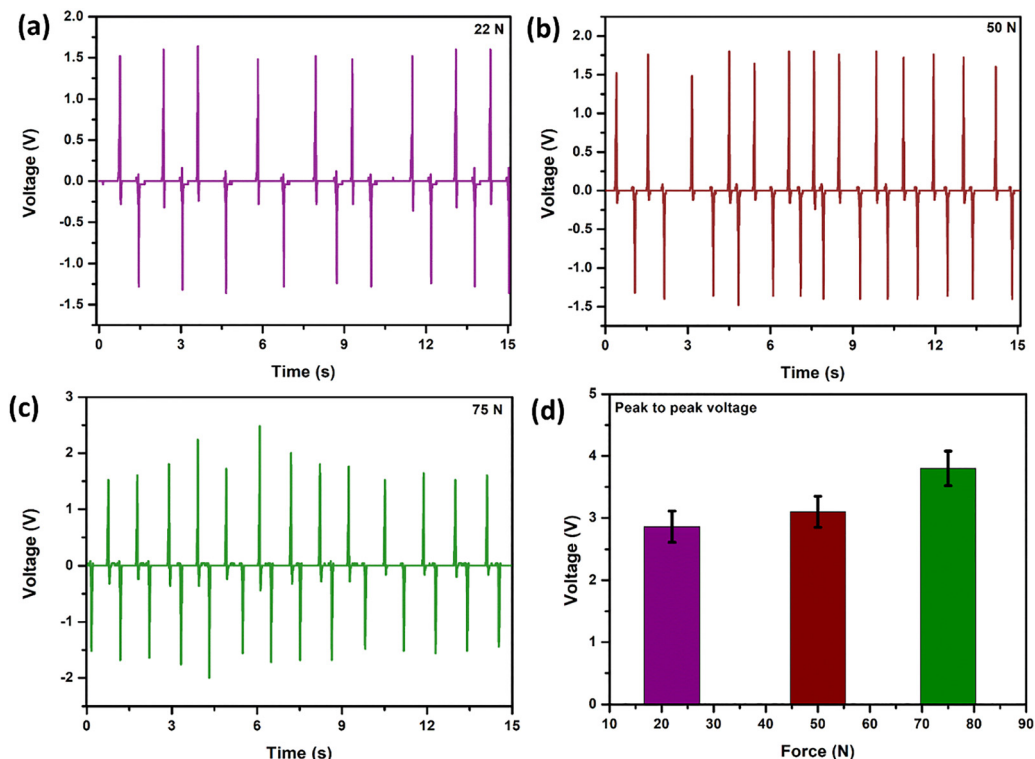 (a)
22 N
2.0
1.5
1.0
0.5
0.0
-0.5
-1.0
-1.5
Voltage (V)
0 3 6 9 12 15
Time (s)
(b)
50 N
2.0
1.5
1.0
0.5
0.0
-0.5
-1.0
-1.5
Voltage (V)
0 3 6 9 12 15
Time (s)
(c)
75 N
3
2
1
0
-1
-2
Voltage (V)
0 3 6 9 12 15
Time (s)
(d)
Peak to peak voltage
5
4
3
2
1
0
Voltage (V)
10 20 30 40 50 60 70 80 90
Force (N)